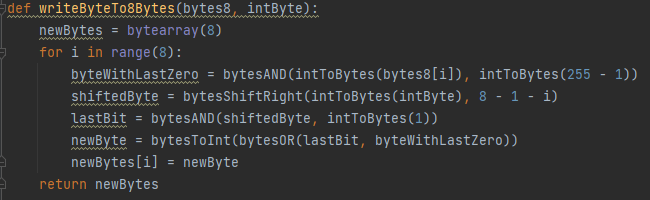 def writeByteTo8Bytes(bytes8, intByte):
    newBytes = bytearray(8)
    for i in range(8):
        byteWithLastZero = bytesAND(intToBytes(bytes8[i]), intToBytes(255 - 1))
        shiftedByte = bytesShiftRight(intToBytes(intByte), 8 - 1 - i)
        lastBit = bytesAND(shiftedByte, intToBytes(1))
        newByte = bytesToInt(bytesOR(lastBit, byteWithLastZero))
        newBytes[i] = newByte
    return newBytes